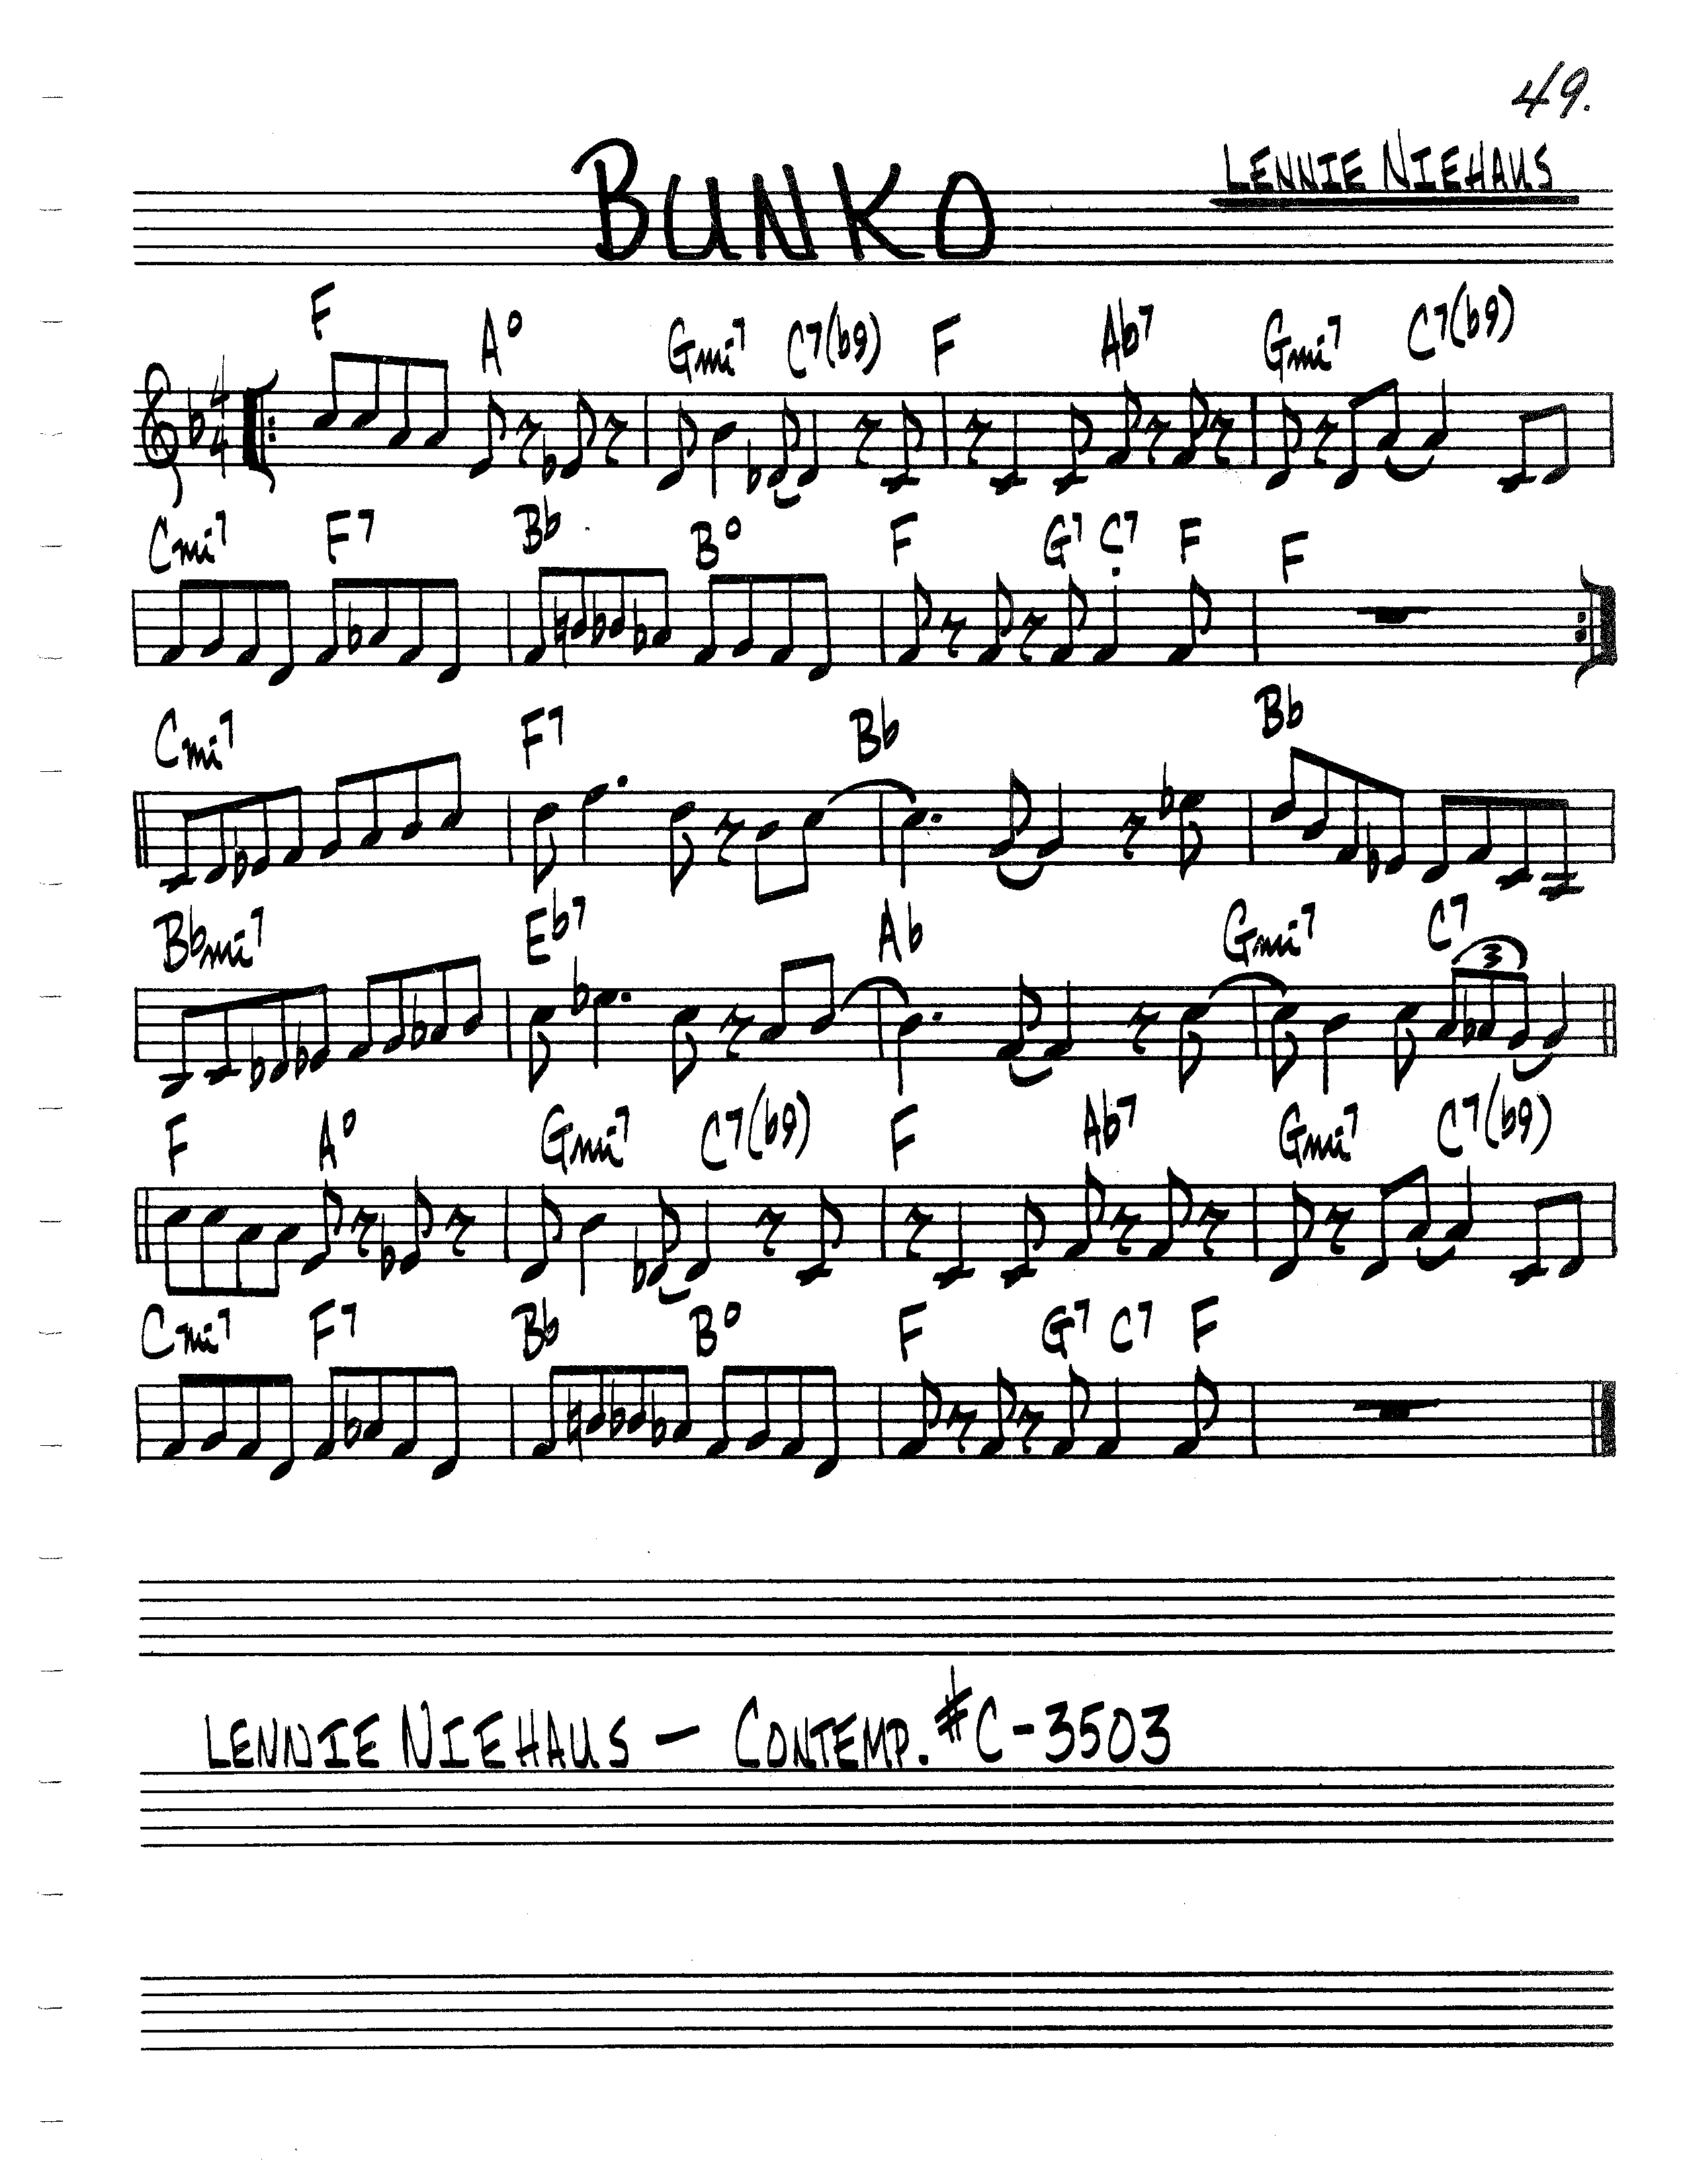 49.
BUNKO
LENNIE NIEHAUS
F A° Gmi7 C7(b9) F Ab7 Gmi7 C7(b9)
4
4
Cmi7 F7 Bb B° F G7 C7 F F
Cmi7 F7 Bb Bb
Bbmi7 Eb7 Ab Gmi7 C7
3
F A° Gmi7 C7(b9) F Ab7 Gmi7 C7(b9)
Cmi7 F7 Bb B° F G7 C7 F
LENNIE NIEHAUS — CONTEMP. #C-3503